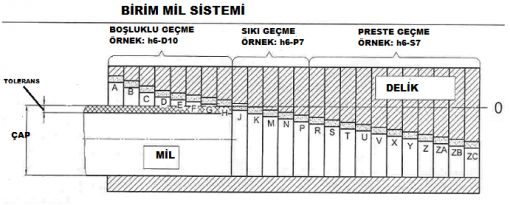 BİRİM MİL SİSTEMİ
BOŞLUKLU GEÇME SIKI GEÇME PRESTE GEÇME
ÖRNEK: h6-D10 ÖRNEK: h6-P7 ÖRNEK: h6-S7
TOLERANS
ÇAP
A B C D E F G H J K M N P R S T U V X Y Z ZA ZB ZC
DELİK
0
MİL